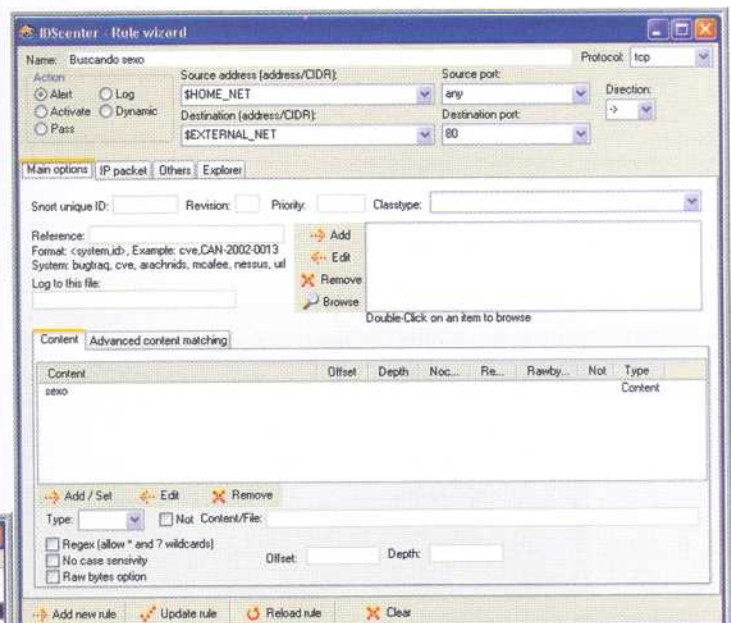 IDScenter - Rule wizard
Name: Buscando sexo
Protocol: tcp
Action
Alert
Log
Activate
Dynamic
Pass
Source address (address/CIDR):
$HOME_NET
Source port:
any
Direction:
->
Destination (address/CIDR):
$EXTERNAL_NET
Destination port:
80
Main options
IP packet
Others
Explorer
Snort unique ID:
Revision:
Priority:
Classtype:
Reference:
Format: <system,id>, Example: cve,CAN-2002-0013
System: bugtraq, cve, arachnids, mcafee, nessus, url
Log to this file:
Add
Edit
Remove
Browse
Double-Click on an item to browse
Content
Advanced content matching
Content Offset Depth Noc... Re... Rawby... Not Type
sexo Content
Add / Set
Edit
Remove
Type:
Not
Content/File:
Regex (allow * and ? wildcards)
No case sensivity
Raw bytes option
Offset:
Depth:
Add new rule
Update rule
Reload rule
Clear